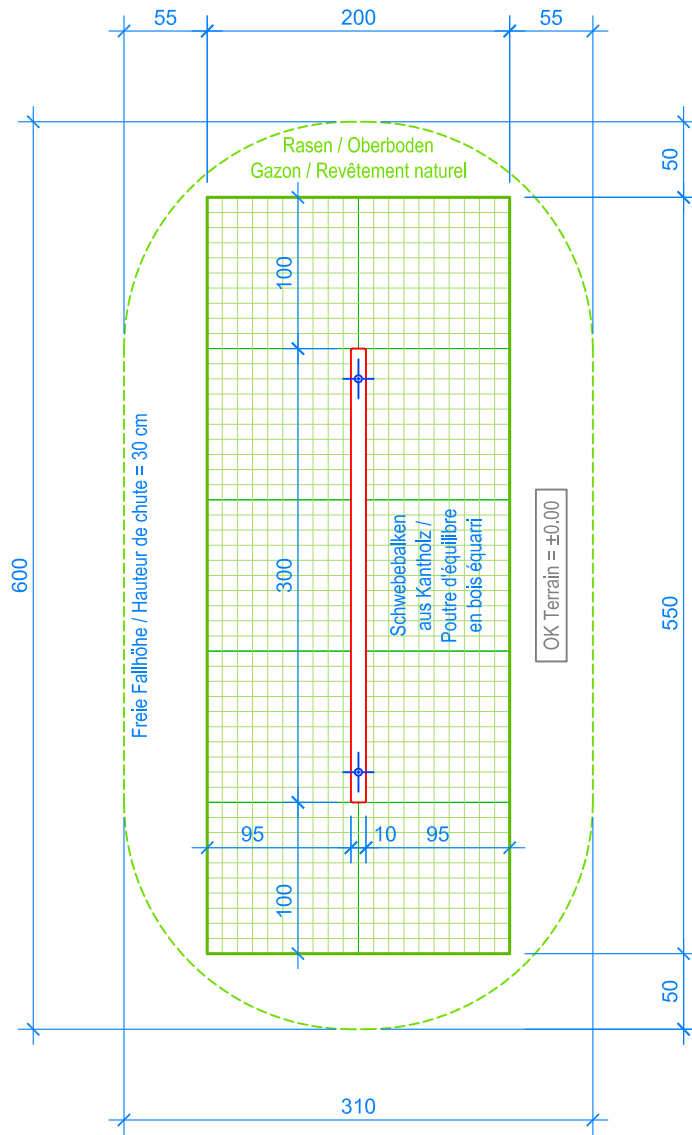 55
200
55
Rasen / Oberboden
Gazon / Revêtement naturel
50
100
Freie Fallhöhe / Hauteur de chute = 30 cm
Schwebebalken
aus Kantholz /
Poutre d'équilibre
en bois équarri
OK Terrain = ±0.00
600
300
550
95
10
95
100
50
310